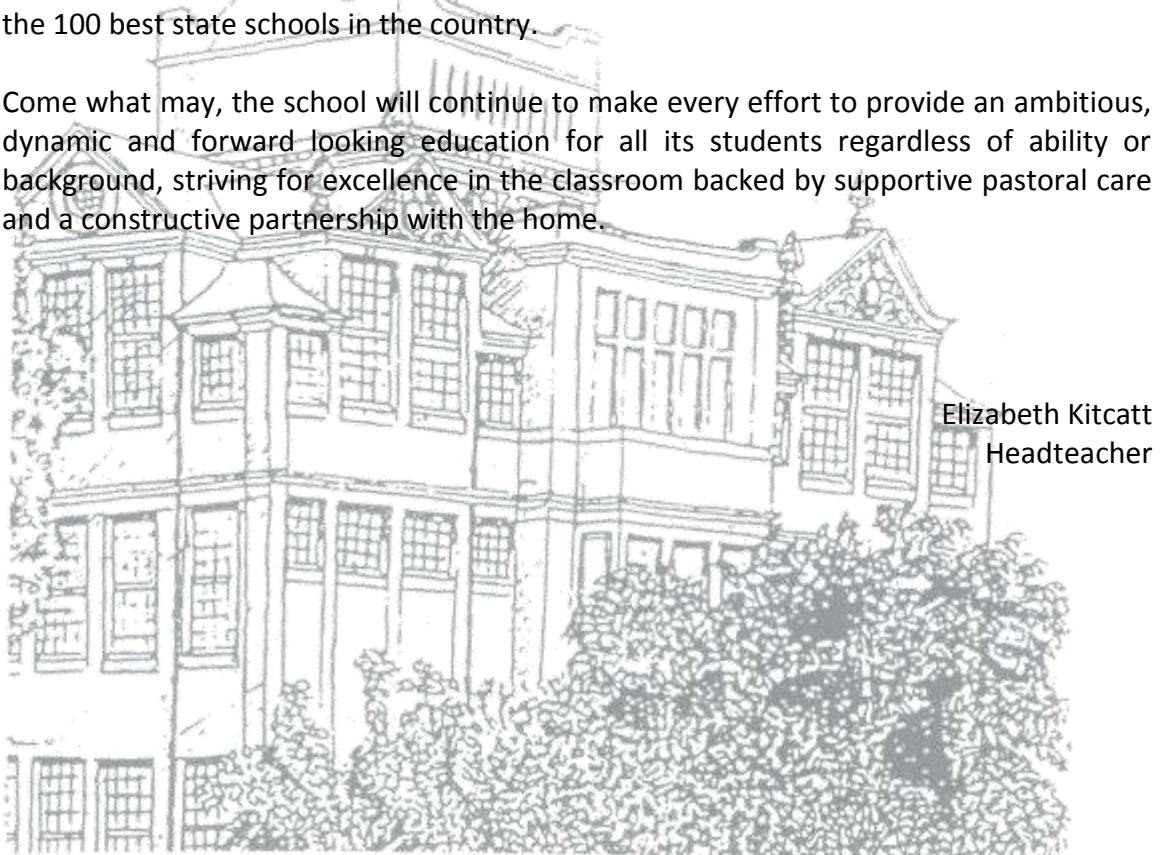 the 100 best state schools in the country.
Come what may, the school will continue to make every effort to provide an ambitious,
dynamic and forward looking education for all its students regardless of ability or
background, striving for excellence in the classroom backed by supportive pastoral care
and a constructive partnership with the home.
Elizabeth Kitcatt
Headteacher